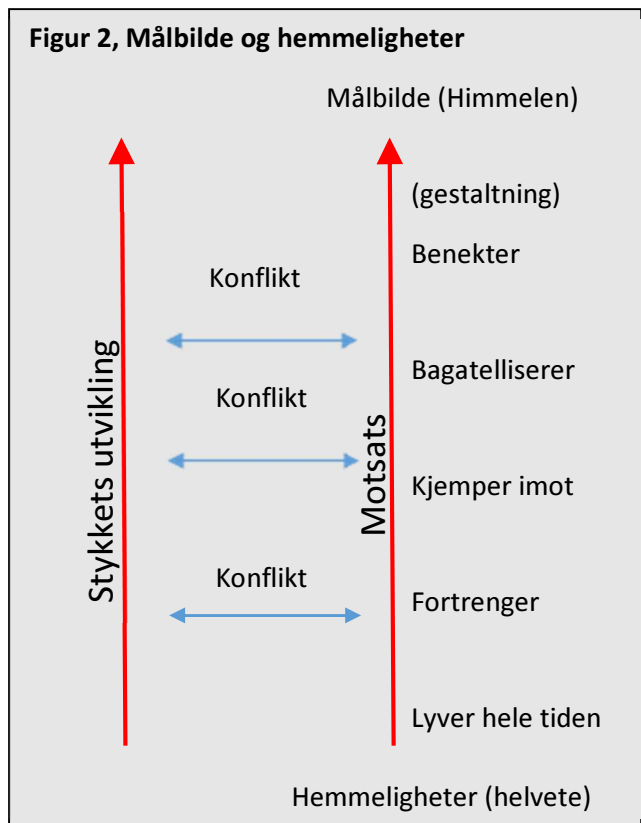 Figur 2, Målbilde og hemmeligheter
Målbilde (Himmelen)
(gestaltning)
Benekter
Konflikt
Bagatelliserer
Konflikt
Stykkets utvikling
Motsats
Kjemper imot
Konflikt
Fortrenger
Lyver hele tiden
Hemmeligheter (helvete)